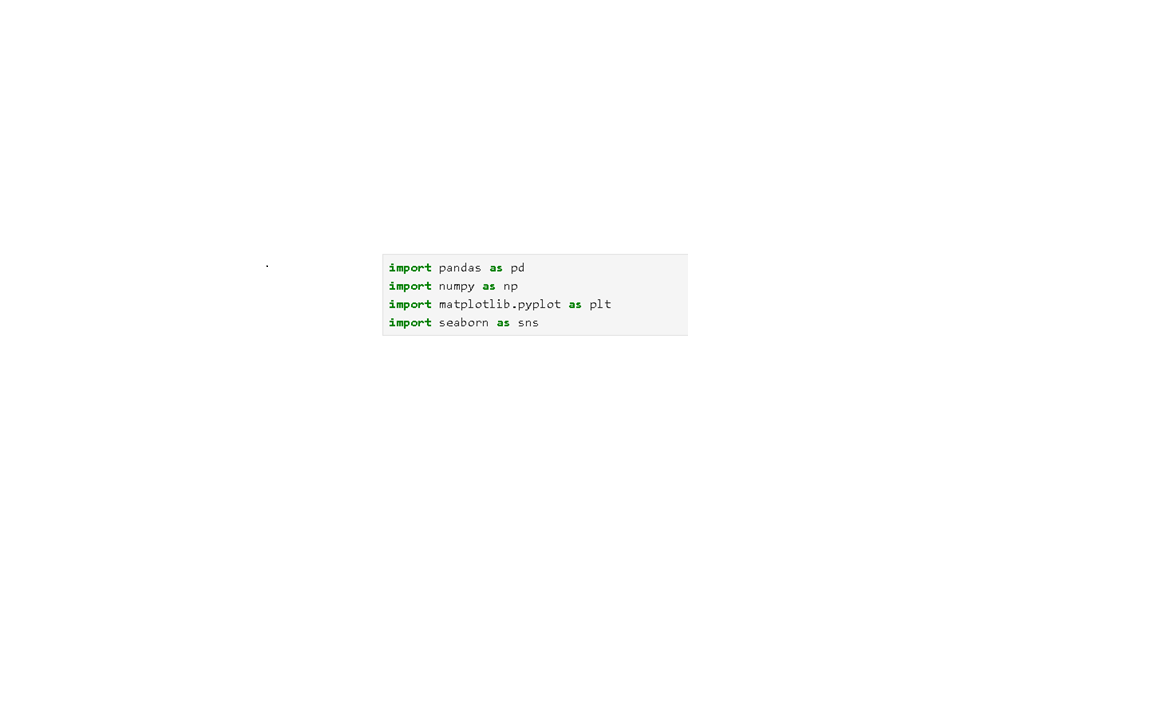 import pandas as pd
import numpy as np
import matplotlib.pyplot as plt
import seaborn as sns